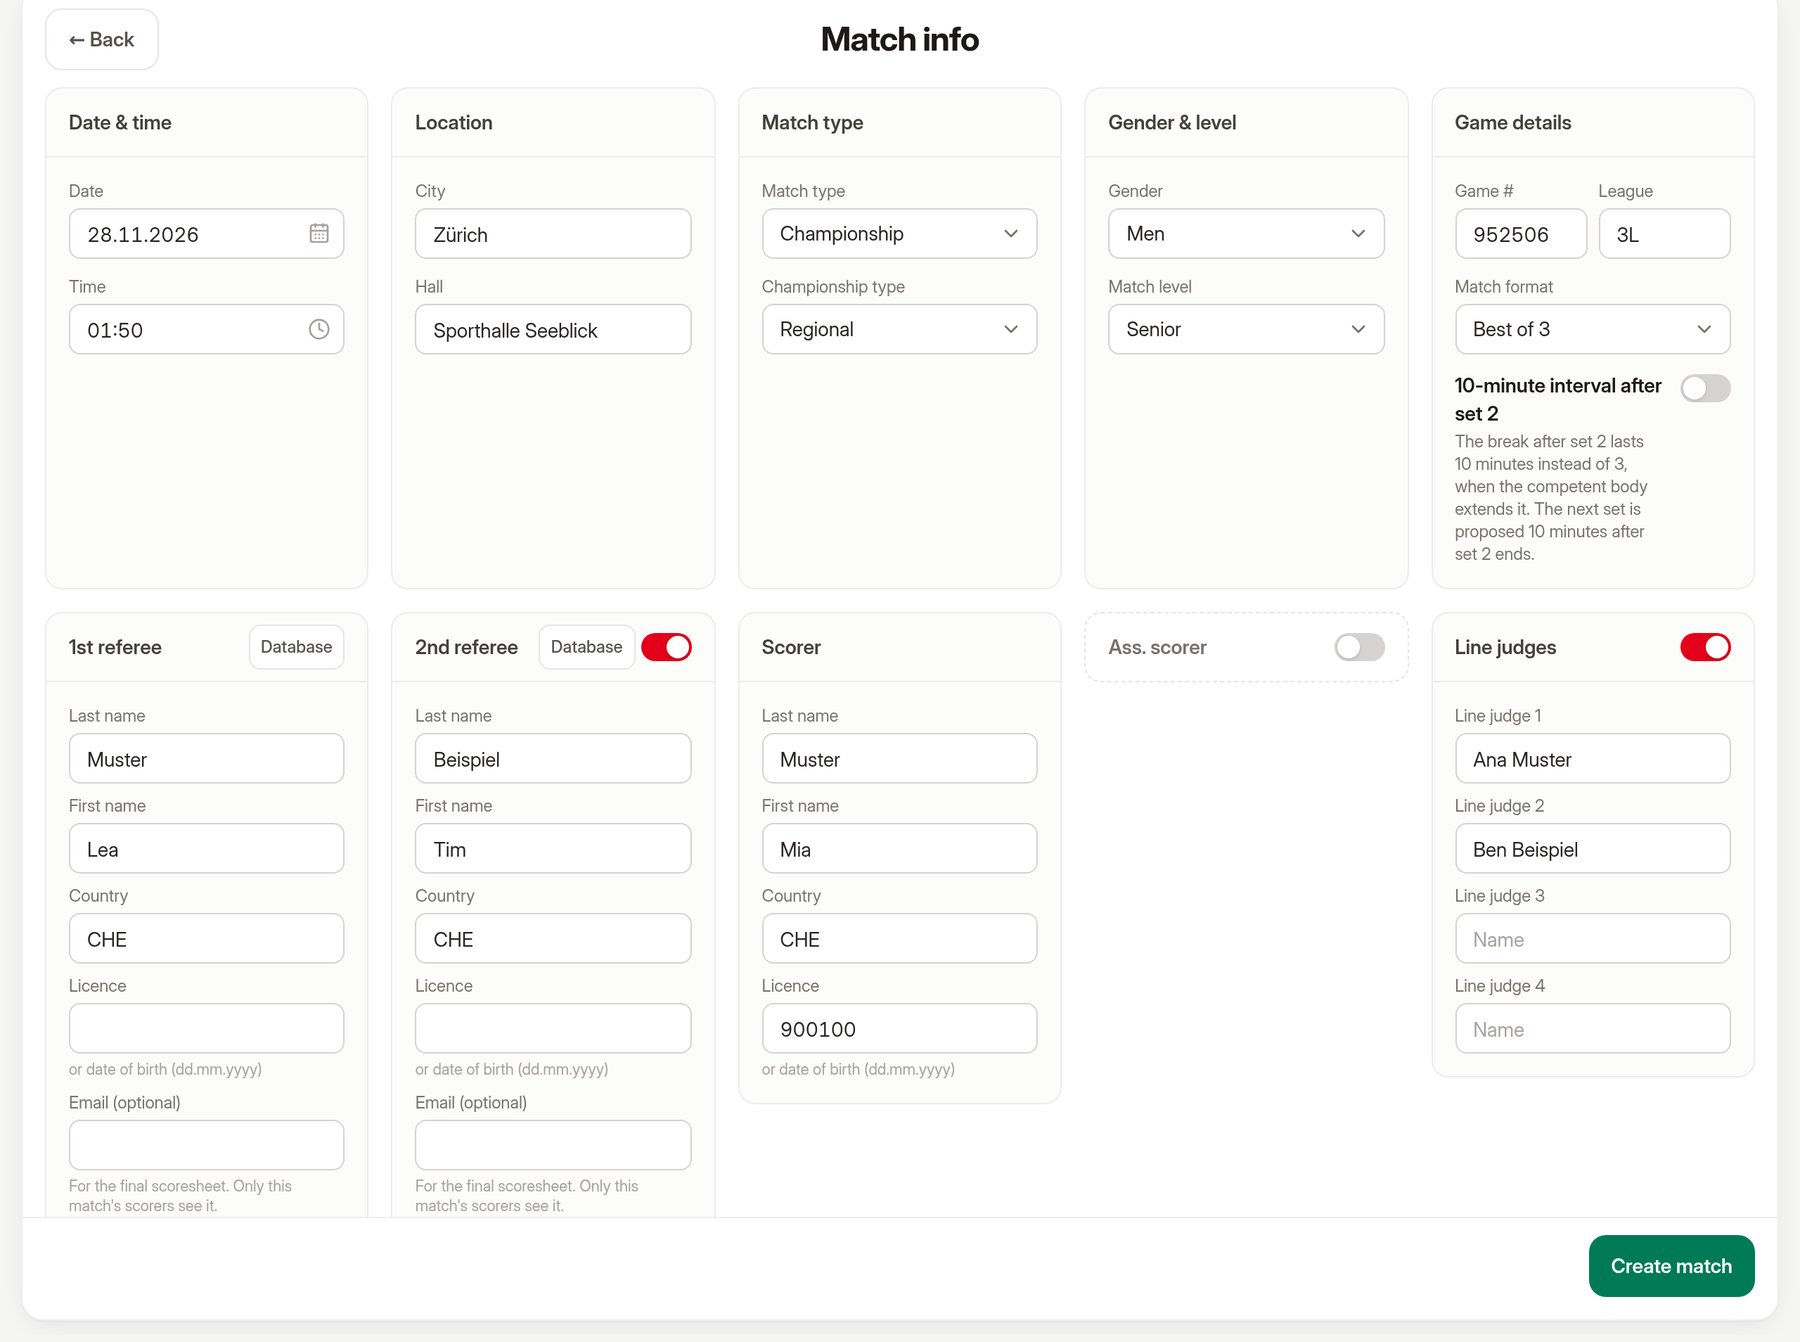 ← Back
Match info
Date & time
Date
28.11.2026
Time
01:50
Location
City
Zürich
Hall
Sporthalle Seeblick
Match type
Match type
Championship
Championship type
Regional
Gender & level
Gender
Men
Match level
Senior
Game details
Game # League
952506 3L
Match format
Best of 3
10-minute interval after
set 2
The break after set 2 lasts
10 minutes instead of 3,
when the competent body
extends it. The next set is
proposed 10 minutes after
set 2 ends.
1st referee Database
Last name
Muster
First name
Lea
Country
CHE
Licence
or date of birth (dd.mm.yyyy)
Email (optional)
For the final scoresheet. Only this
match's scorers see it.
2nd referee Database
Last name
Beispiel
First name
Tim
Country
CHE
Licence
or date of birth (dd.mm.yyyy)
Email (optional)
For the final scoresheet. Only this
match's scorers see it.
Scorer
Last name
Muster
First name
Mia
Country
CHE
Licence
900100
or date of birth (dd.mm.yyyy)
Ass. scorer
Line judges
Line judge 1
Ana Muster
Line judge 2
Ben Beispiel
Line judge 3
Name
Line judge 4
Name
Create match